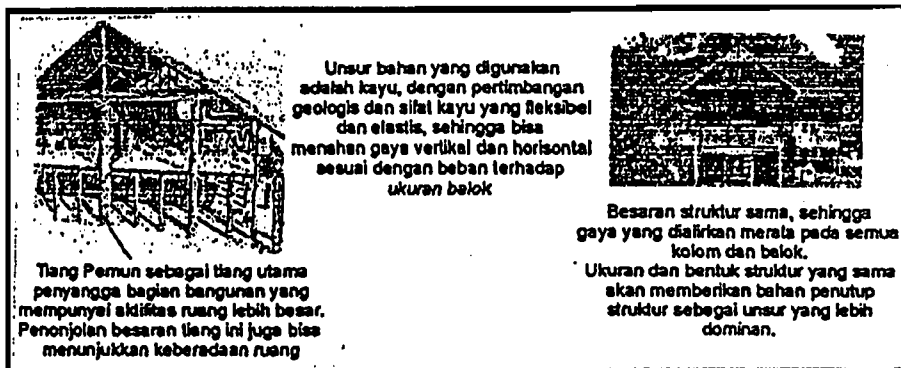 Unsur bahan yang digunakan
adalah kayu, dengan pertimbangan
geologis dan sifat kayu yang fleksibel
dan elastis, sehingga bisa
menahan gaya vertikal dan horisontal
sesuai dengan beban terhadap
ukuran balok
Tiang Pemun sebagai tiang utama
penyangga bagian bangunan yang
mempunyai aktifitas ruang lebih besar.
Penonjolan besaran tiang ini juga bisa
menunjukkan keberadaan ruang
Besaran struktur sama, sehingga
gaya yang dialirkan merata pada semua
kolom dan balok.
Ukuran dan bentuk struktur yang sama
akan memberikan bahan penutup
struktur sebagai unsur yang lebih
dominan.